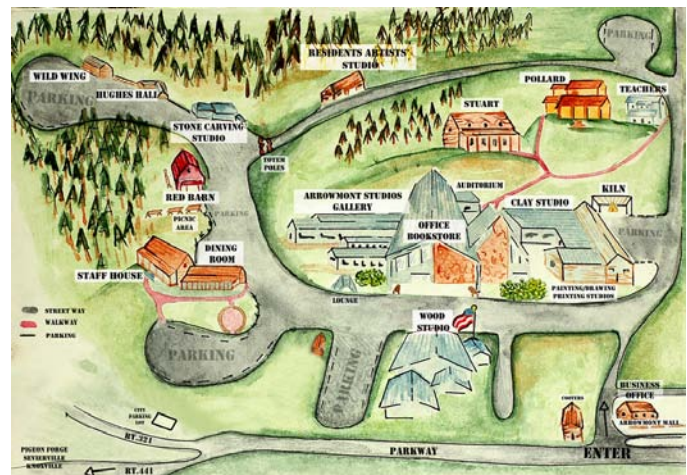 RESIDENTS ARTISTS'
STUDIO
WILD WING
PARKING
HUGHES HALL
POLLARD
TEACHERS
STUART
STONE CARVING
STUDIO
TOTEM
POLES
RED BARN
PARKING
PICNIC
AREA
AUDITORIUM
ARROWMONT STUDIOS
GALLERY
CLAY STUDIO
KILN
OFFICE
BOOKSTORE
PARKING
DINING
ROOM
STAFF HOUSE
LOUNGE
PAINTING/DRAWING
PRINTING STUDIOS
STREET WAY
WALKWAY
PARKING
WOOD
STUDIO
PARKING
PARKING
PARKING
BUSINESS
OFFICE
ARROWMONT MALL
CITY
PARKING
LOT
RT.321
PARKWAY
ENTER
PIGEON FORGE
SEVIERVILLE
KNOXVILLE
RT.441